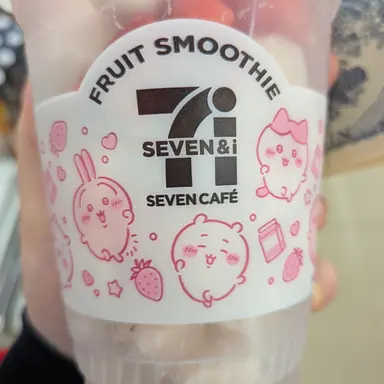 FRUIT SMOOTHIE
7i
SEVEN&i
SEVEN CAFÉ